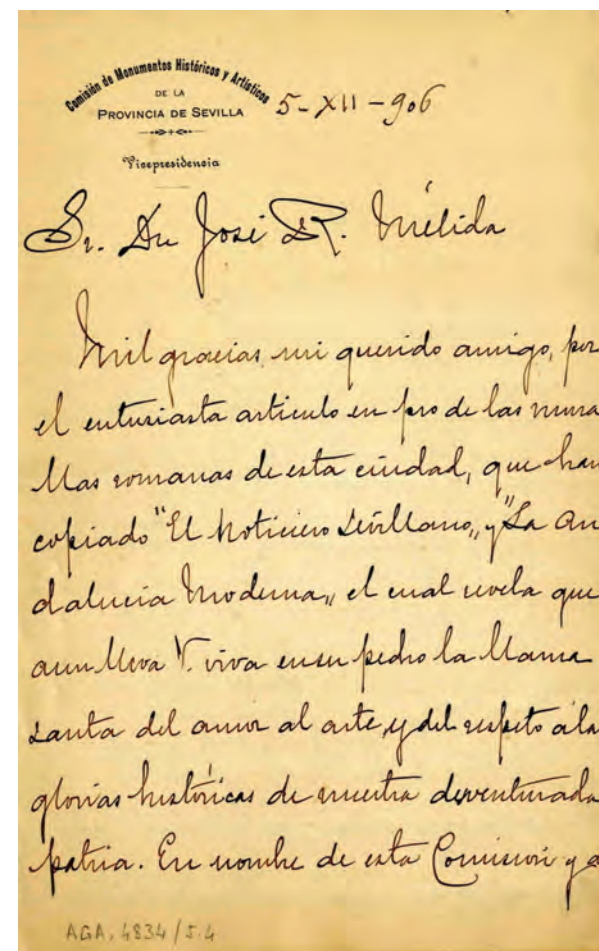 Comisión de Monumentos Históricos y Artísticos
DE LA
PROVINCIA DE SEVILLA
Vicepresidencia
5-XII-906
Sr. Dn José R. Mélida
Mil gracias, mi querido amigo, por
el entusiasta articulo en pro de las mura
llas romanas de esta ciudad, que han
copiado "El Noticiero Sevillano„ y "La An
dalucia Moderna„ el cual revela que
aun lleva V. viva en su pecho la llama
santa del amor al arte, y del respeto á la
glorias históricas de nuestra desventurada
patria. En nombre de esta Comisión y a
AGA, 4834/5.4